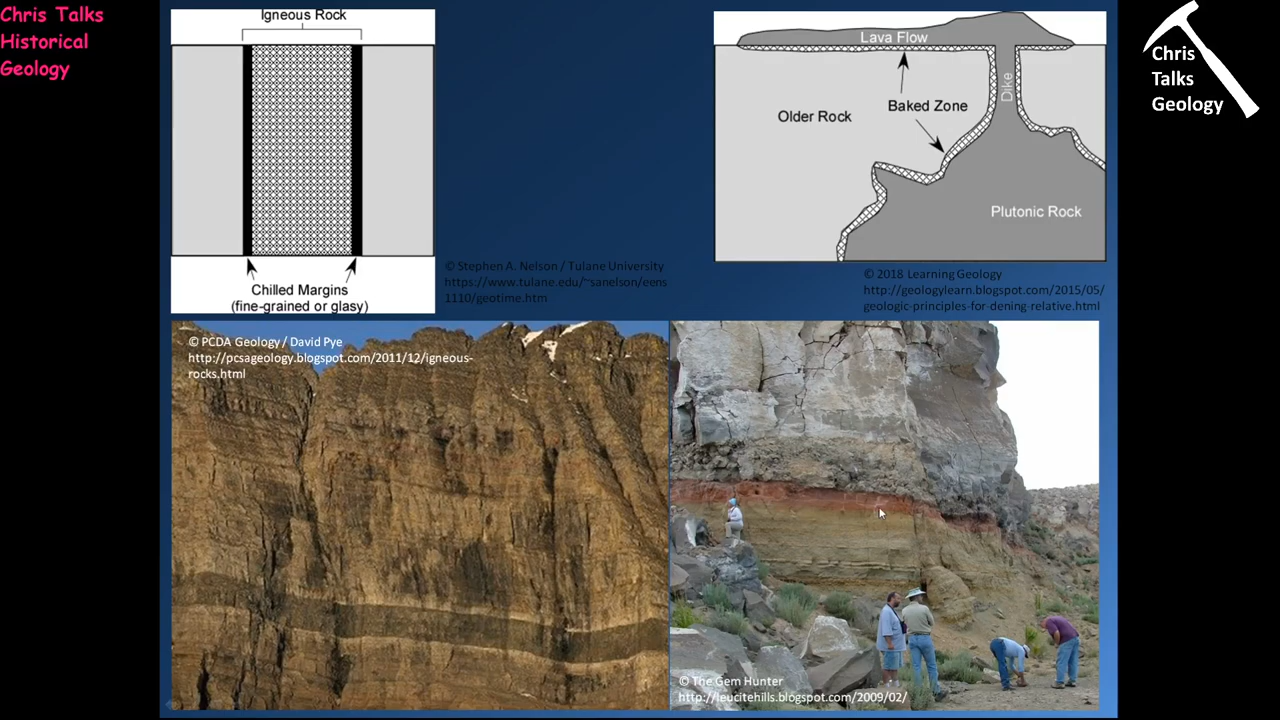 Chris Talks
Historical
Geology
Igneous Rock
Chilled Margins
(fine-grained or glasy)
© Stephen A. Nelson / Tulane University
https://www.tulane.edu/~sanelson/eens
1110/geotime.htm
Lava Flow
Dike
Baked Zone
Older Rock
Plutonic Rock
© 2018 Learning Geology
http://geologylearn.blogspot.com/2015/05/
geologic-principles-for-dening-relative.html
Chris
Talks
Geology
© PCDA Geology / David Pye
http://pcsageology.blogspot.com/2011/12/igneous-
rocks.html
© The Gem Hunter
http://leucitehills.blogspot.com/2009/02/